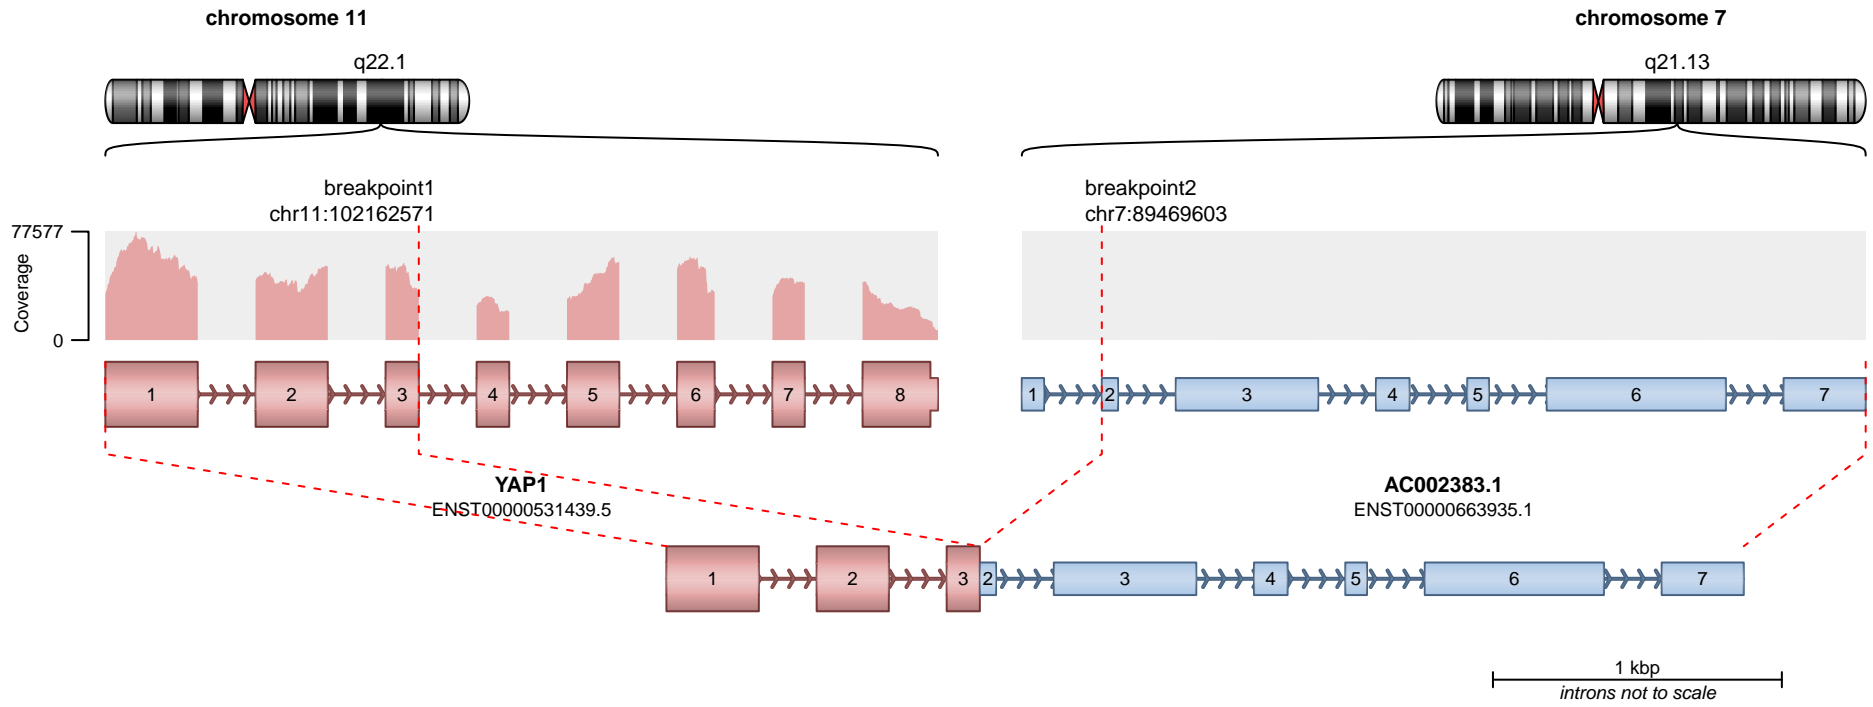 chromosome 11
chromosome 7
q22.1
q21.13
breakpoint1
chr11:102162571
breakpoint2
chr7:89469603
77577
Coverage
0
1 2 3 4 5 6 7 8
1 2 3 4 5 6 7
YAP1
ENST00000531439.5
AC002383.1
ENST00000663935.1
1 2 3 2 3 4 5 6 7
1 kbp
introns not to scale